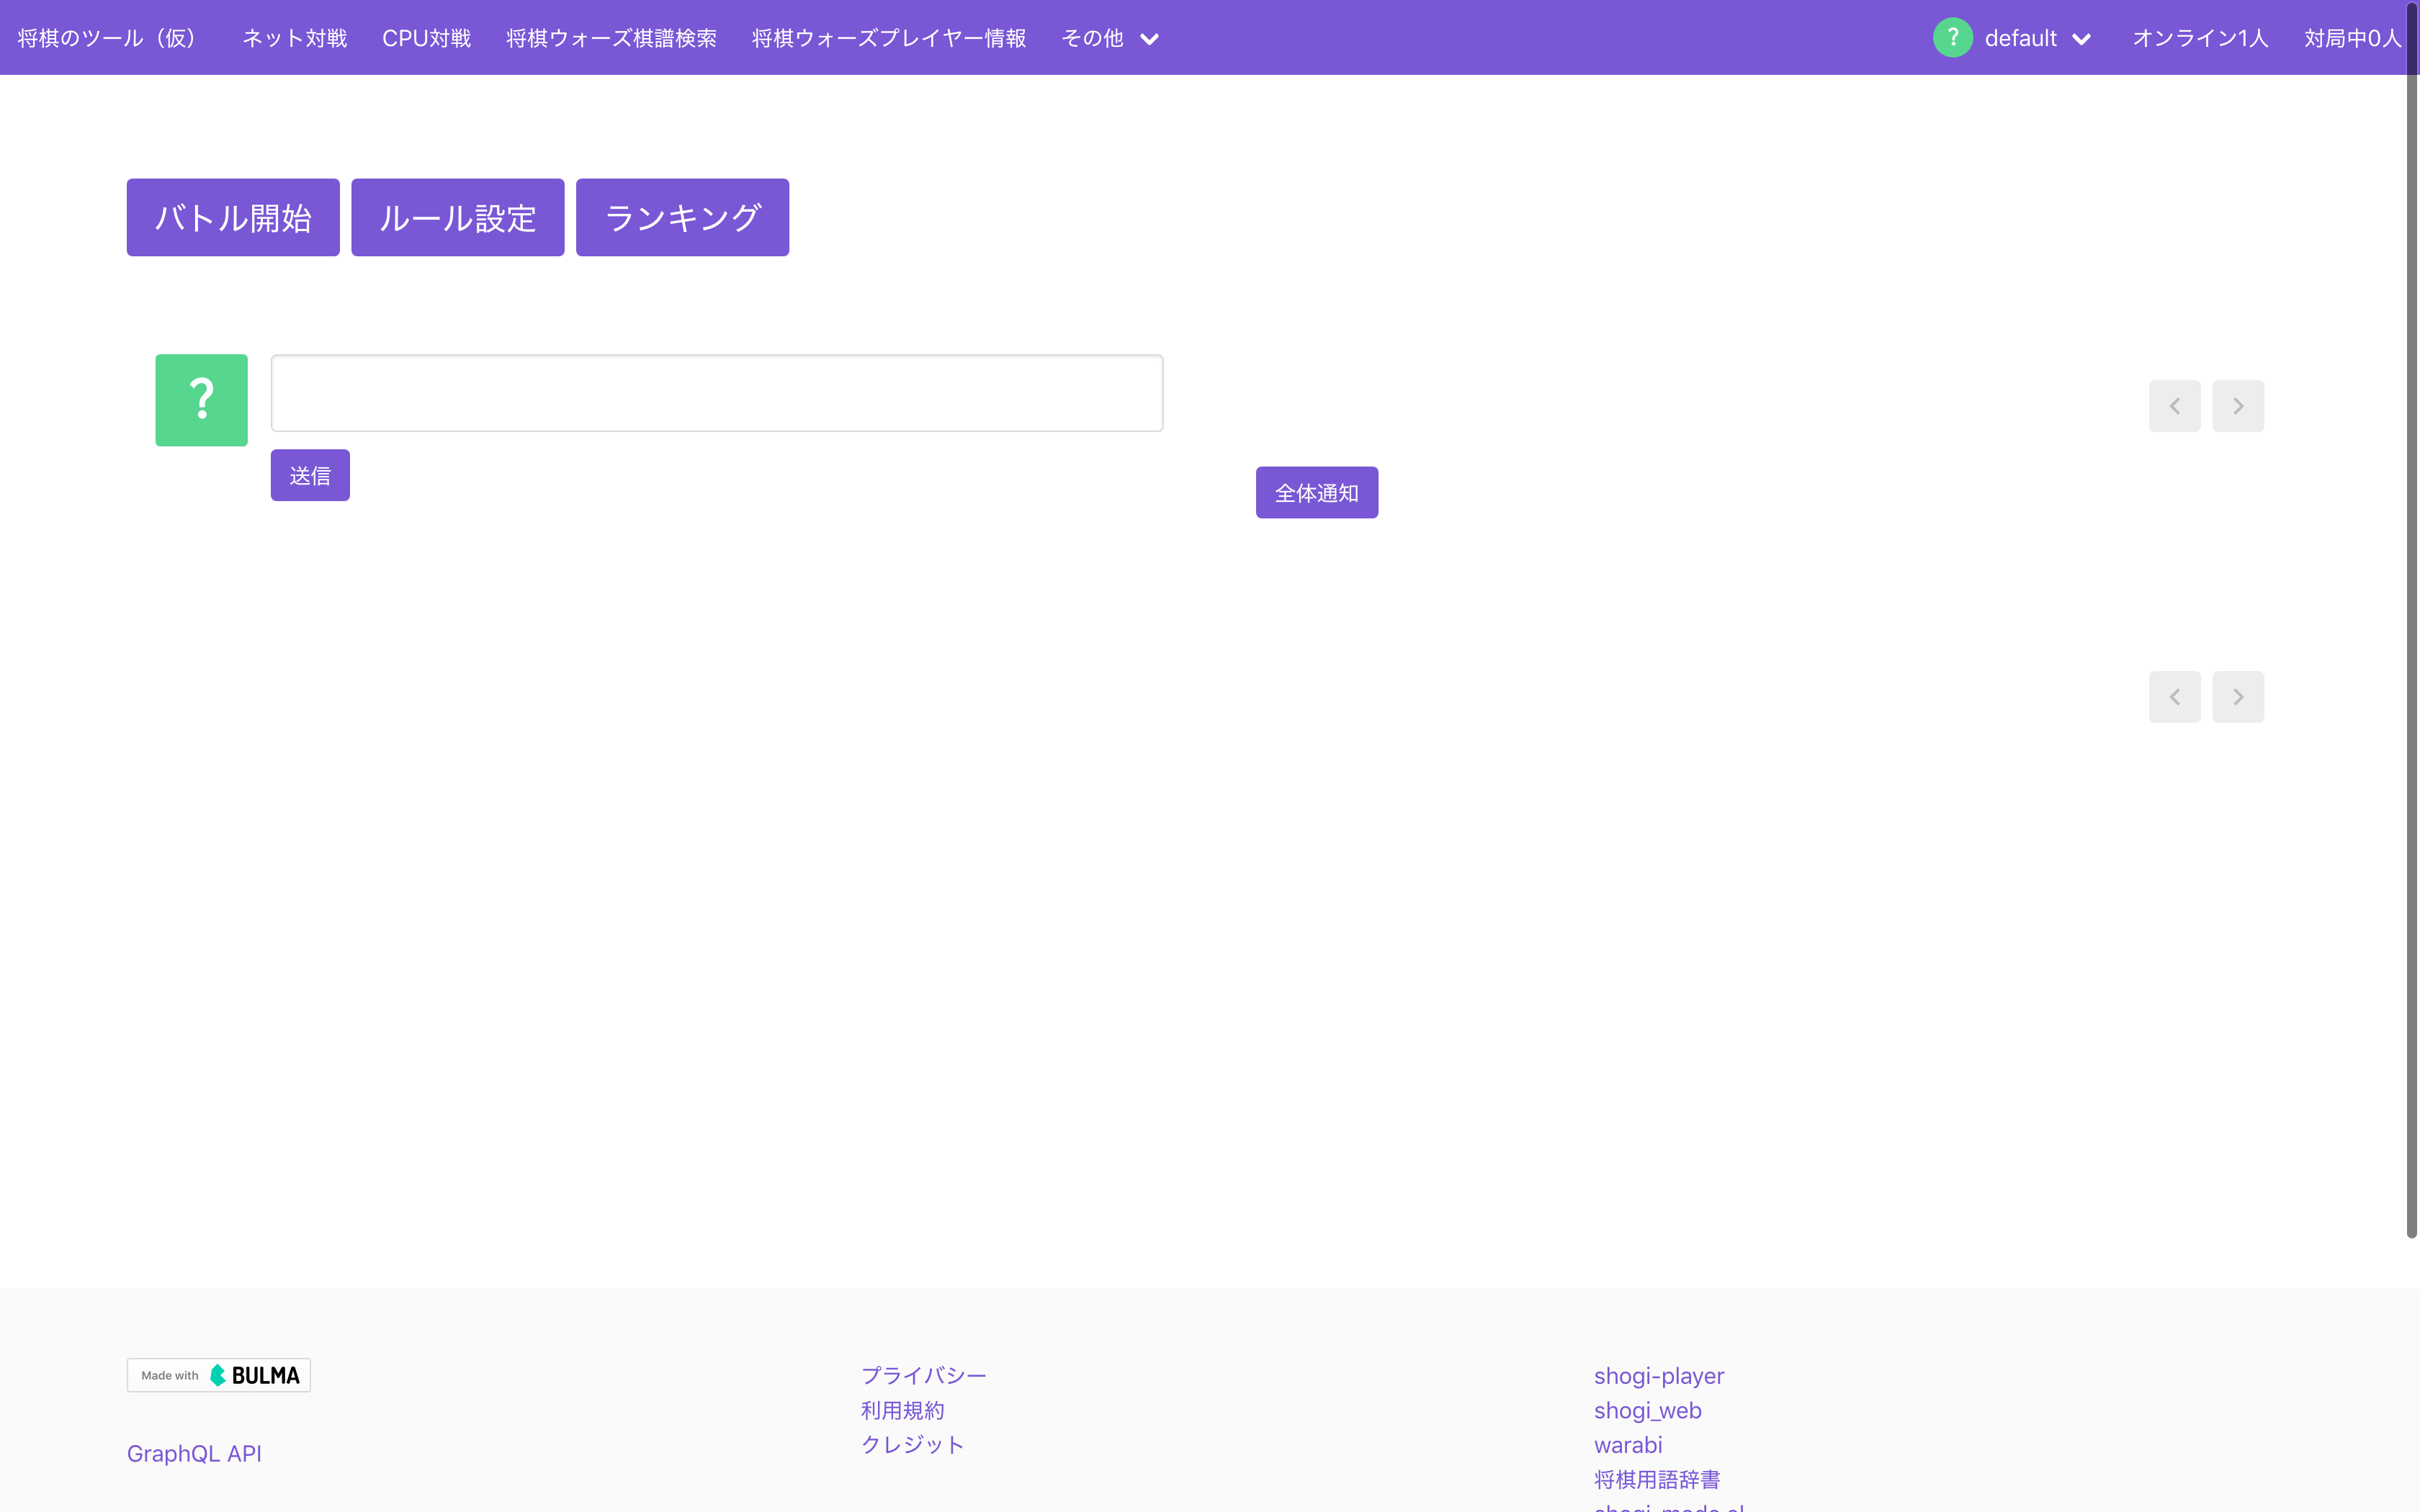 将棋のツール（仮） ネット対戦 CPU対戦 将棋ウォーズ棋譜検索 将棋ウォーズプレイヤー情報 その他 ? default オンライン1人 対局中0人
バトル開始 ルール設定 ランキング
?
送信
全体通知
Made with BULMA
GraphQL API
プライバシー
利用規約
クレジット
shogi-player
shogi_web
warabi
将棋用語辞書